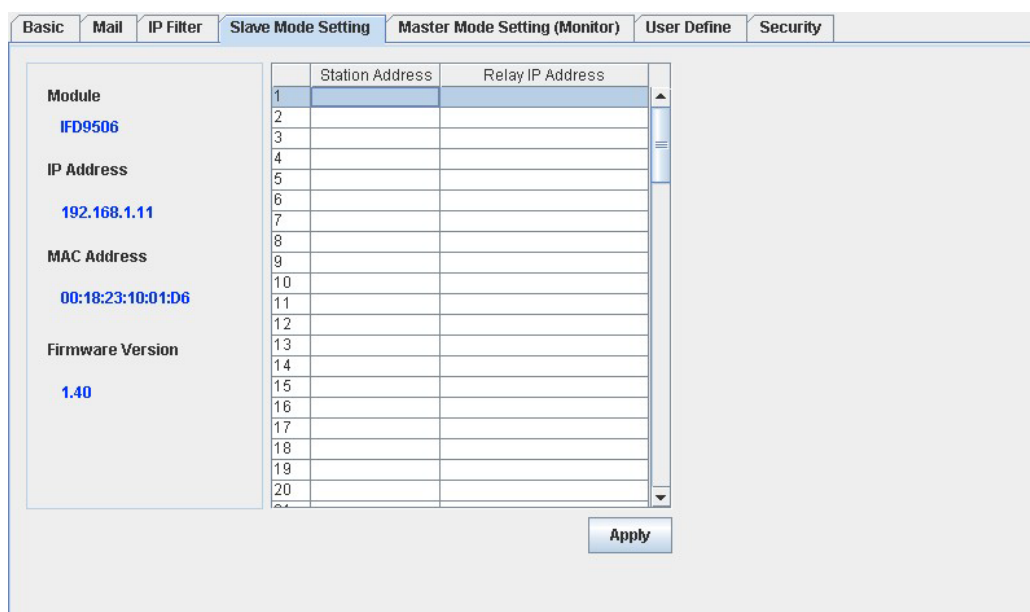 Basic Mail IP Filter Slave Mode Setting Master Mode Setting (Monitor) User Define Security
Module
IFD9506
IP Address
192.168.1.11
MAC Address
00:18:23:10:01:D6
Firmware Version
1.40
Station Address Relay IP Address
1
2
3
4
5
6
7
8
9
10
11
12
13
14
15
16
17
18
19
20
Apply